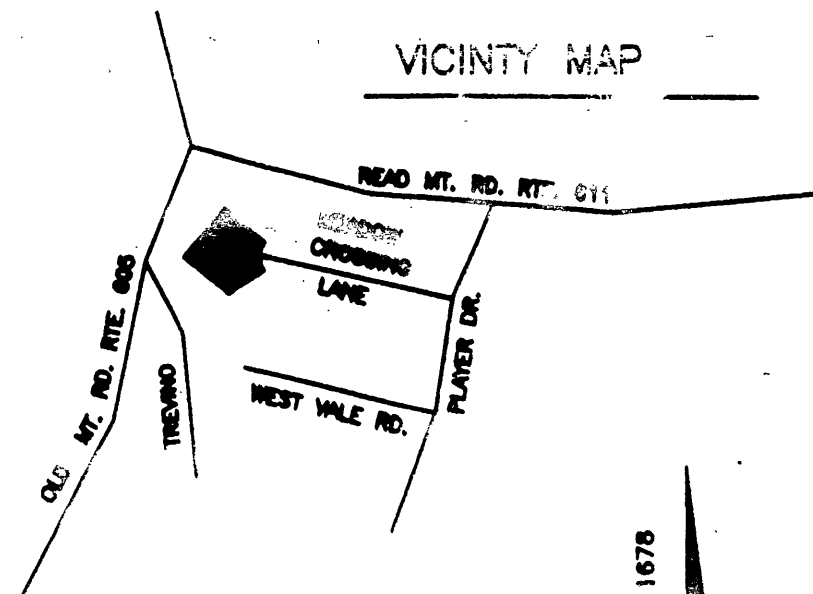 VICINTY MAP
READ MT. RD. RTE. 611
MEADOW
CROSSING
LANE
OLD MT. RD. RTE. 605
TREVINO
WEST VALE RD.
PLAYER DR.
1678